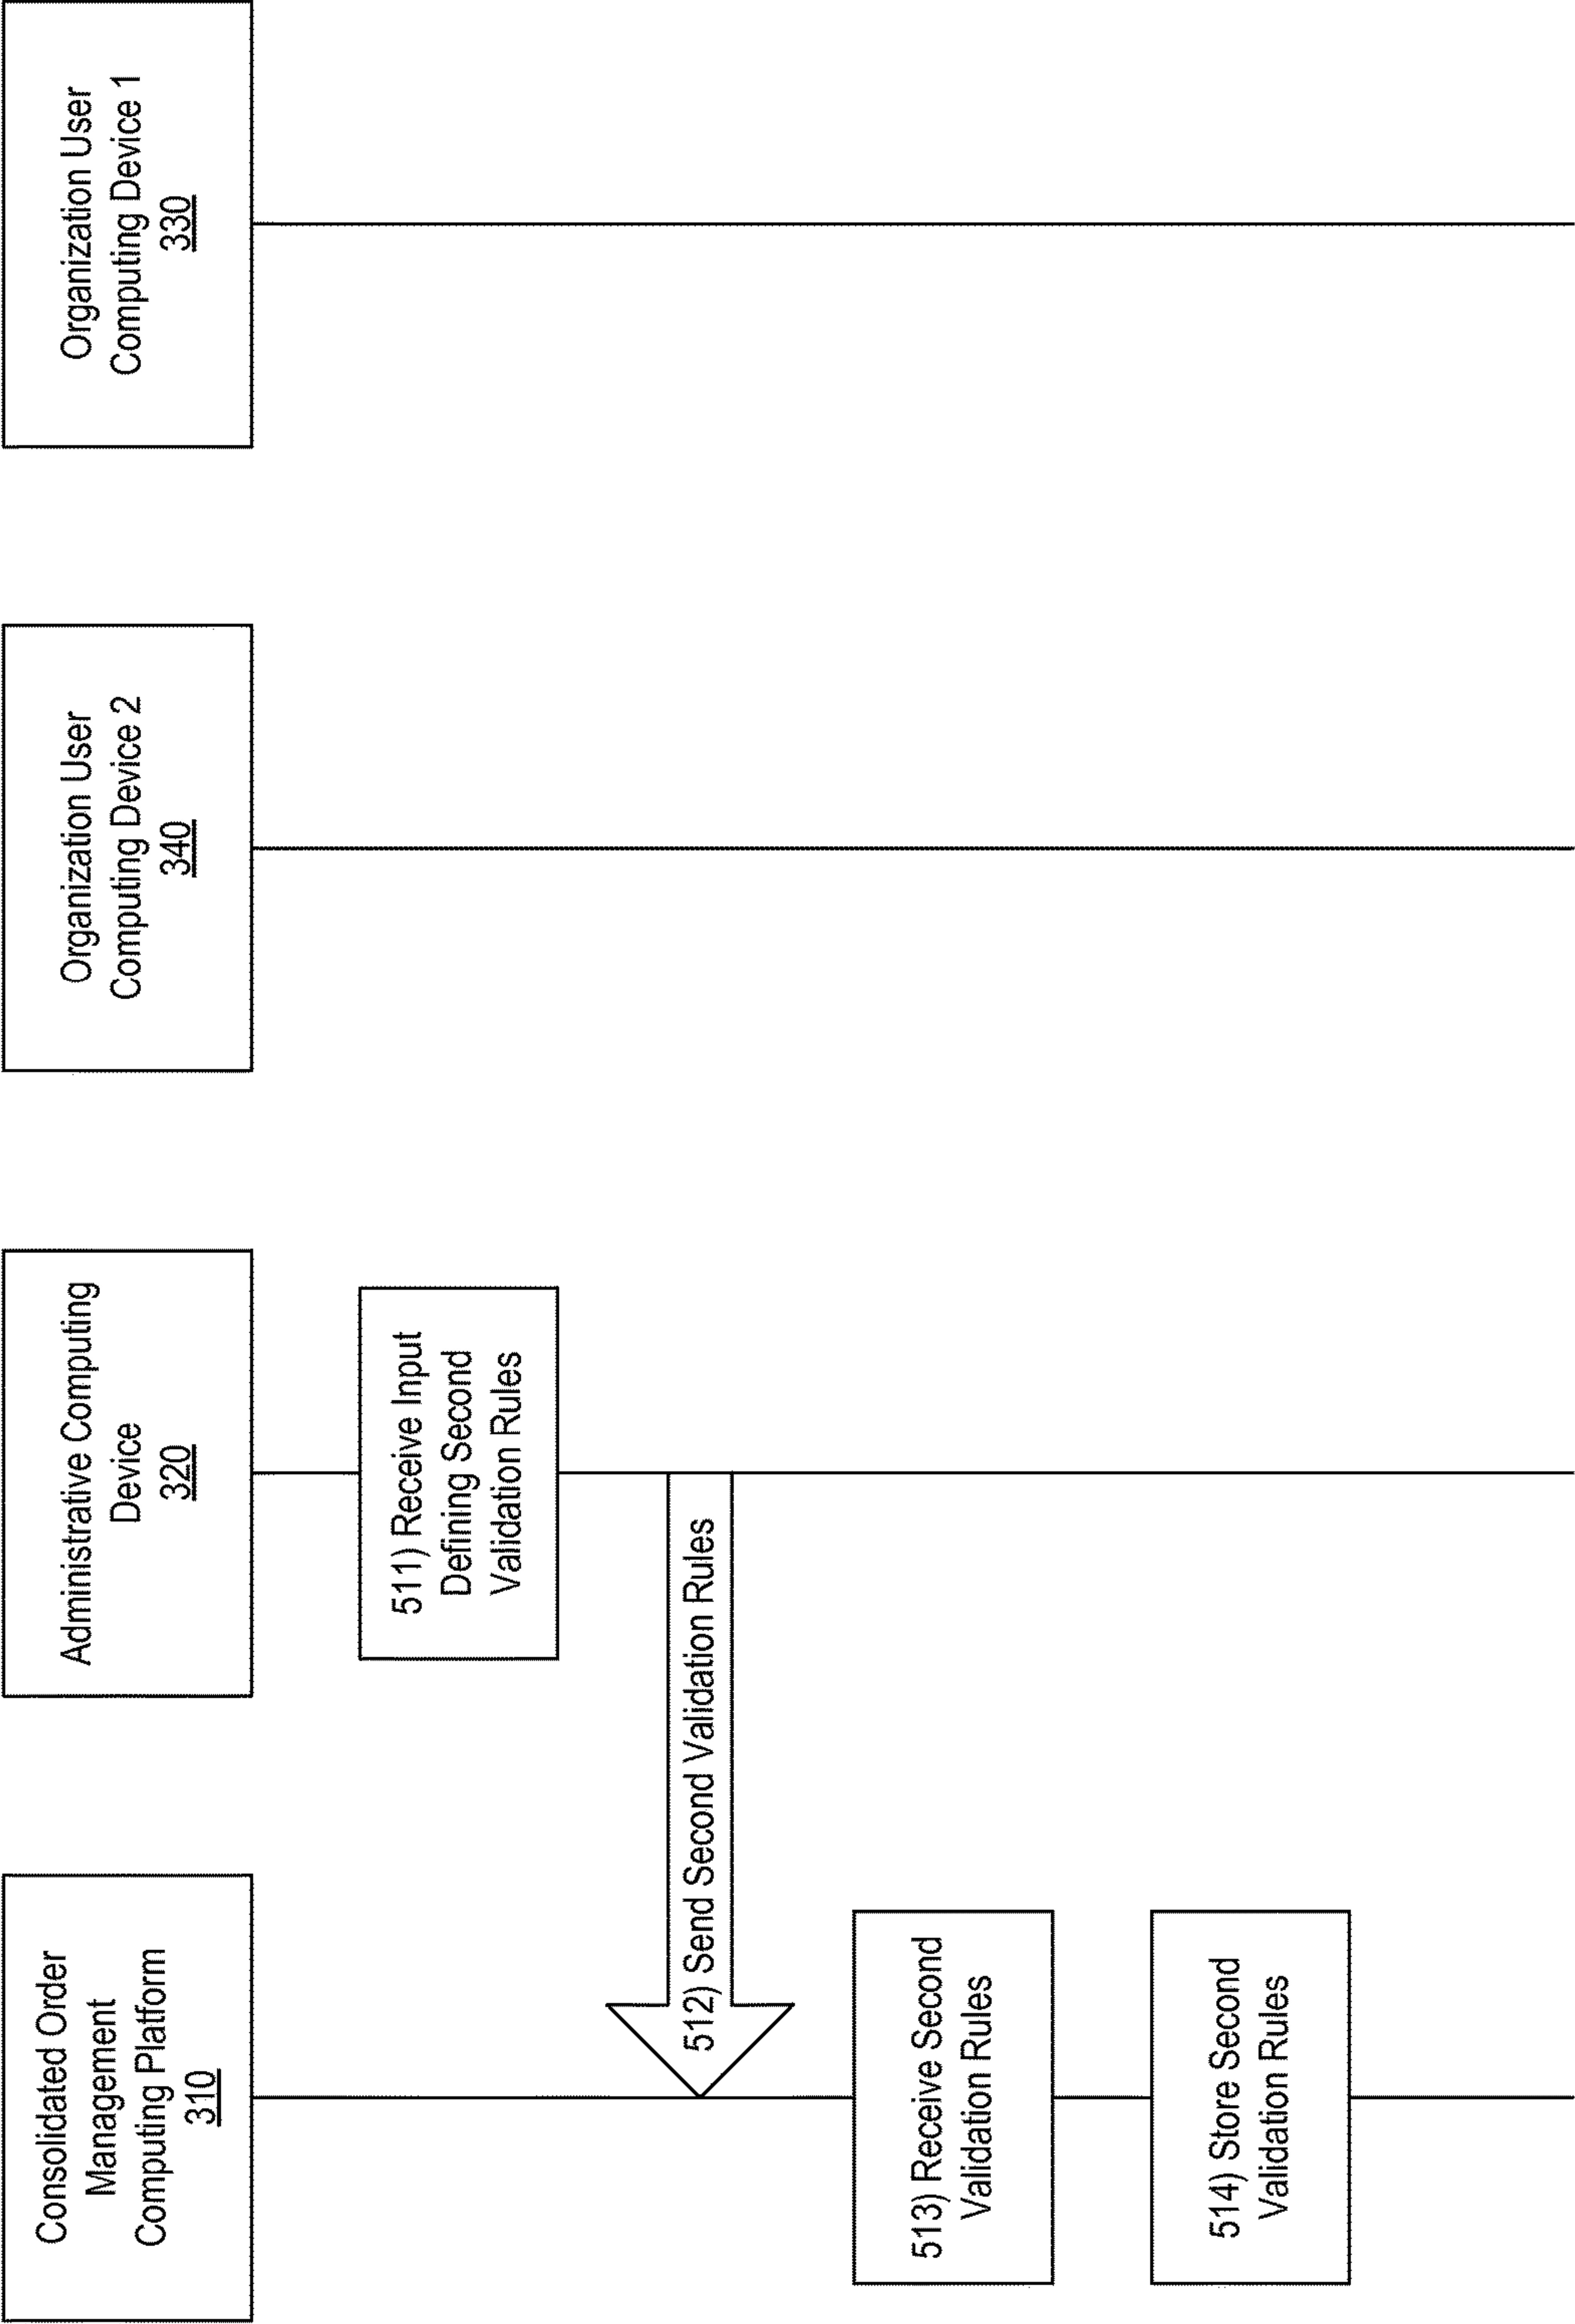 Consolidated Order
Management
Computing Platform
310
Administrative Computing
Device
320
Organization User
Computing Device 2
340
Organization User
Computing Device 1
330
511) Receive Input
Defining Second
Validation Rules
512) Send Second Validation Rules
513) Receive Second
Validation Rules
514) Store Second
Validation Rules